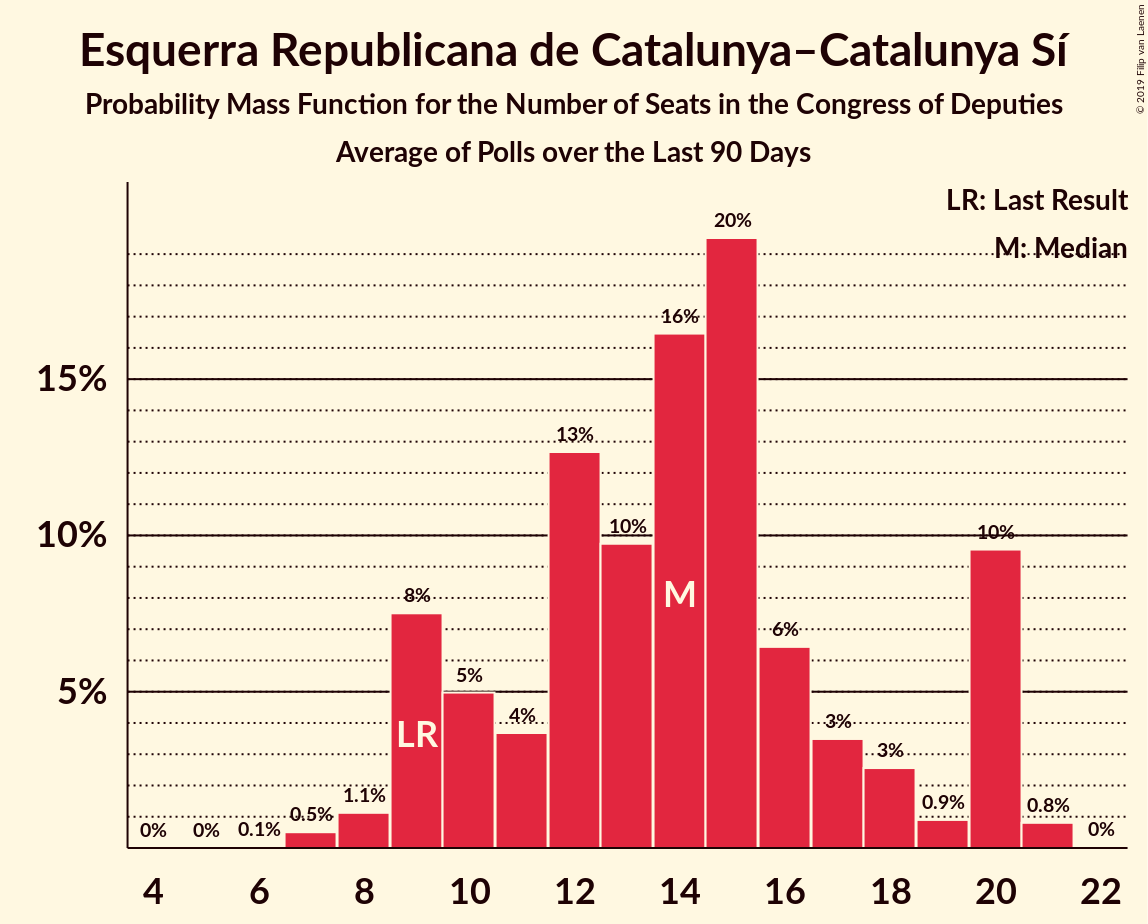 Esquerra Republicana de Catalunya–Catalunya Sí
Probability Mass Function for the Number of Seats in the Congress of Deputies
Average of Polls over the Last 90 Days
© 2019 Filip van Laenen
LR: Last Result
M: Median
15%
10%
5%
0%
0%
0.1%
0.5%
1.1%
8%
5%
4%
13%
10%
16%
20%
6%
3%
3%
0.9%
10%
0.8%
0%
LR
M
4 6 8 10 12 14 16 18 20 22